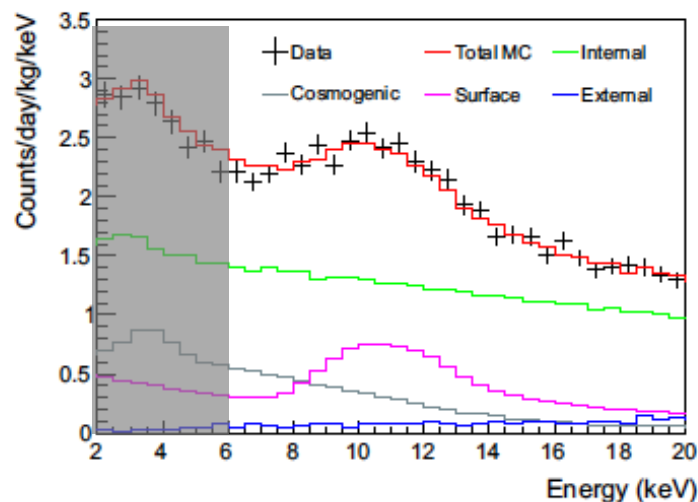 Counts/day/kg/keV
3.5
3
2.5
2
1.5
1
0.5
0
Data Total MC Internal
Cosmogenic Surface External
2 4 6 8 10 12 14 16 18 20
Energy (keV)